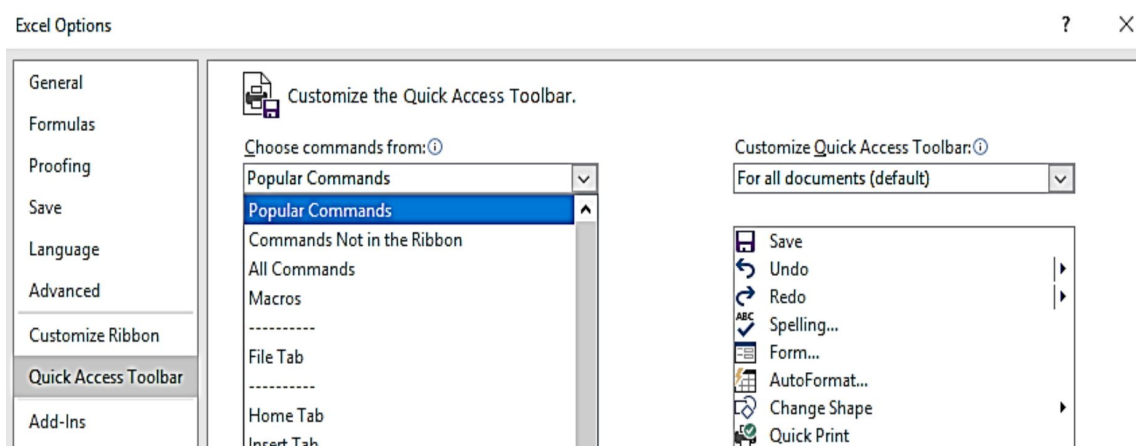 Excel Options
?
General
Formulas
Proofing
Save
Language
Advanced
Customize Ribbon
Quick Access Toolbar
Add-Ins
Customize the Quick Access Toolbar.
Choose commands from:
Popular Commands
Popular Commands
Commands Not in the Ribbon
All Commands
Macros
----------
File Tab
----------
Home Tab
Insert Tab
Customize Quick Access Toolbar:
For all documents (default)
Save
Undo
Redo
ABC
Spelling...
Form...
AutoFormat...
Change Shape
Quick Print